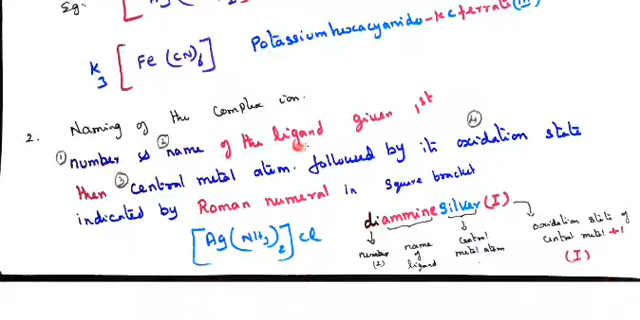 Eg:
K3 [Fe(CN)6] Potassium hexacyanido-κC ferrate(III)
2. Naming of the complex ion.
① number & ② name of the ligand given 1st
then ③ central metal atom. followed by its ④ oxidation state
indicated by Roman numeral in square bracket
[Ag(NH3)2]Cl diammine silver (I)
number (2) name of ligand central metal atom oxidation state of central metal +1 (I)